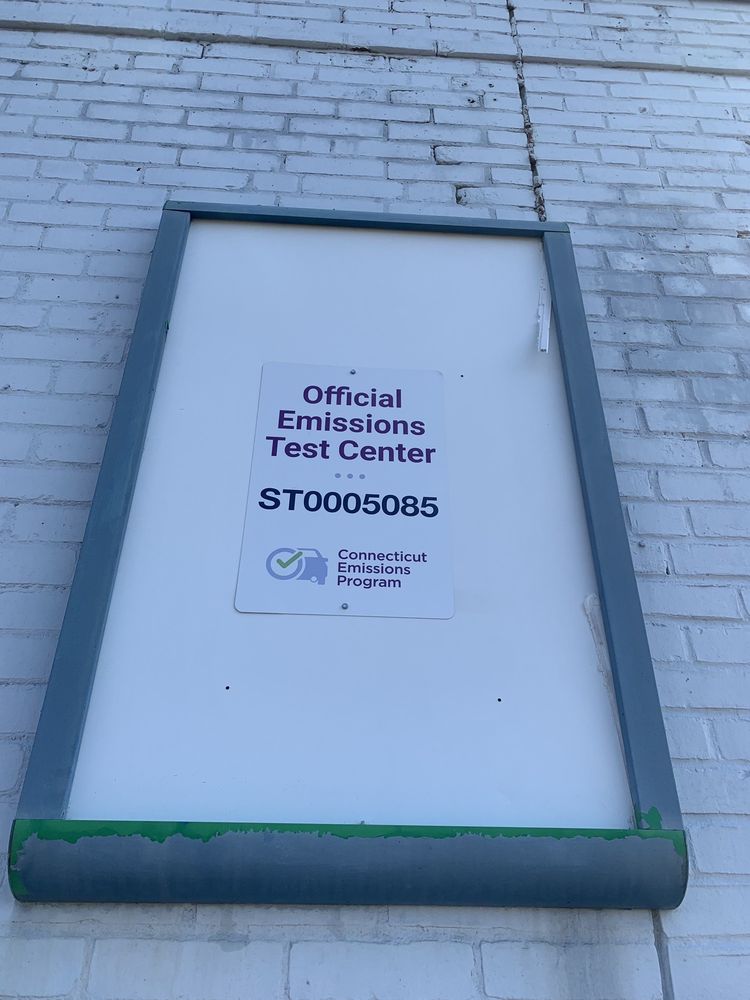 Official
Emissions
Test Center
ST0005085
Connecticut
Emissions
Program